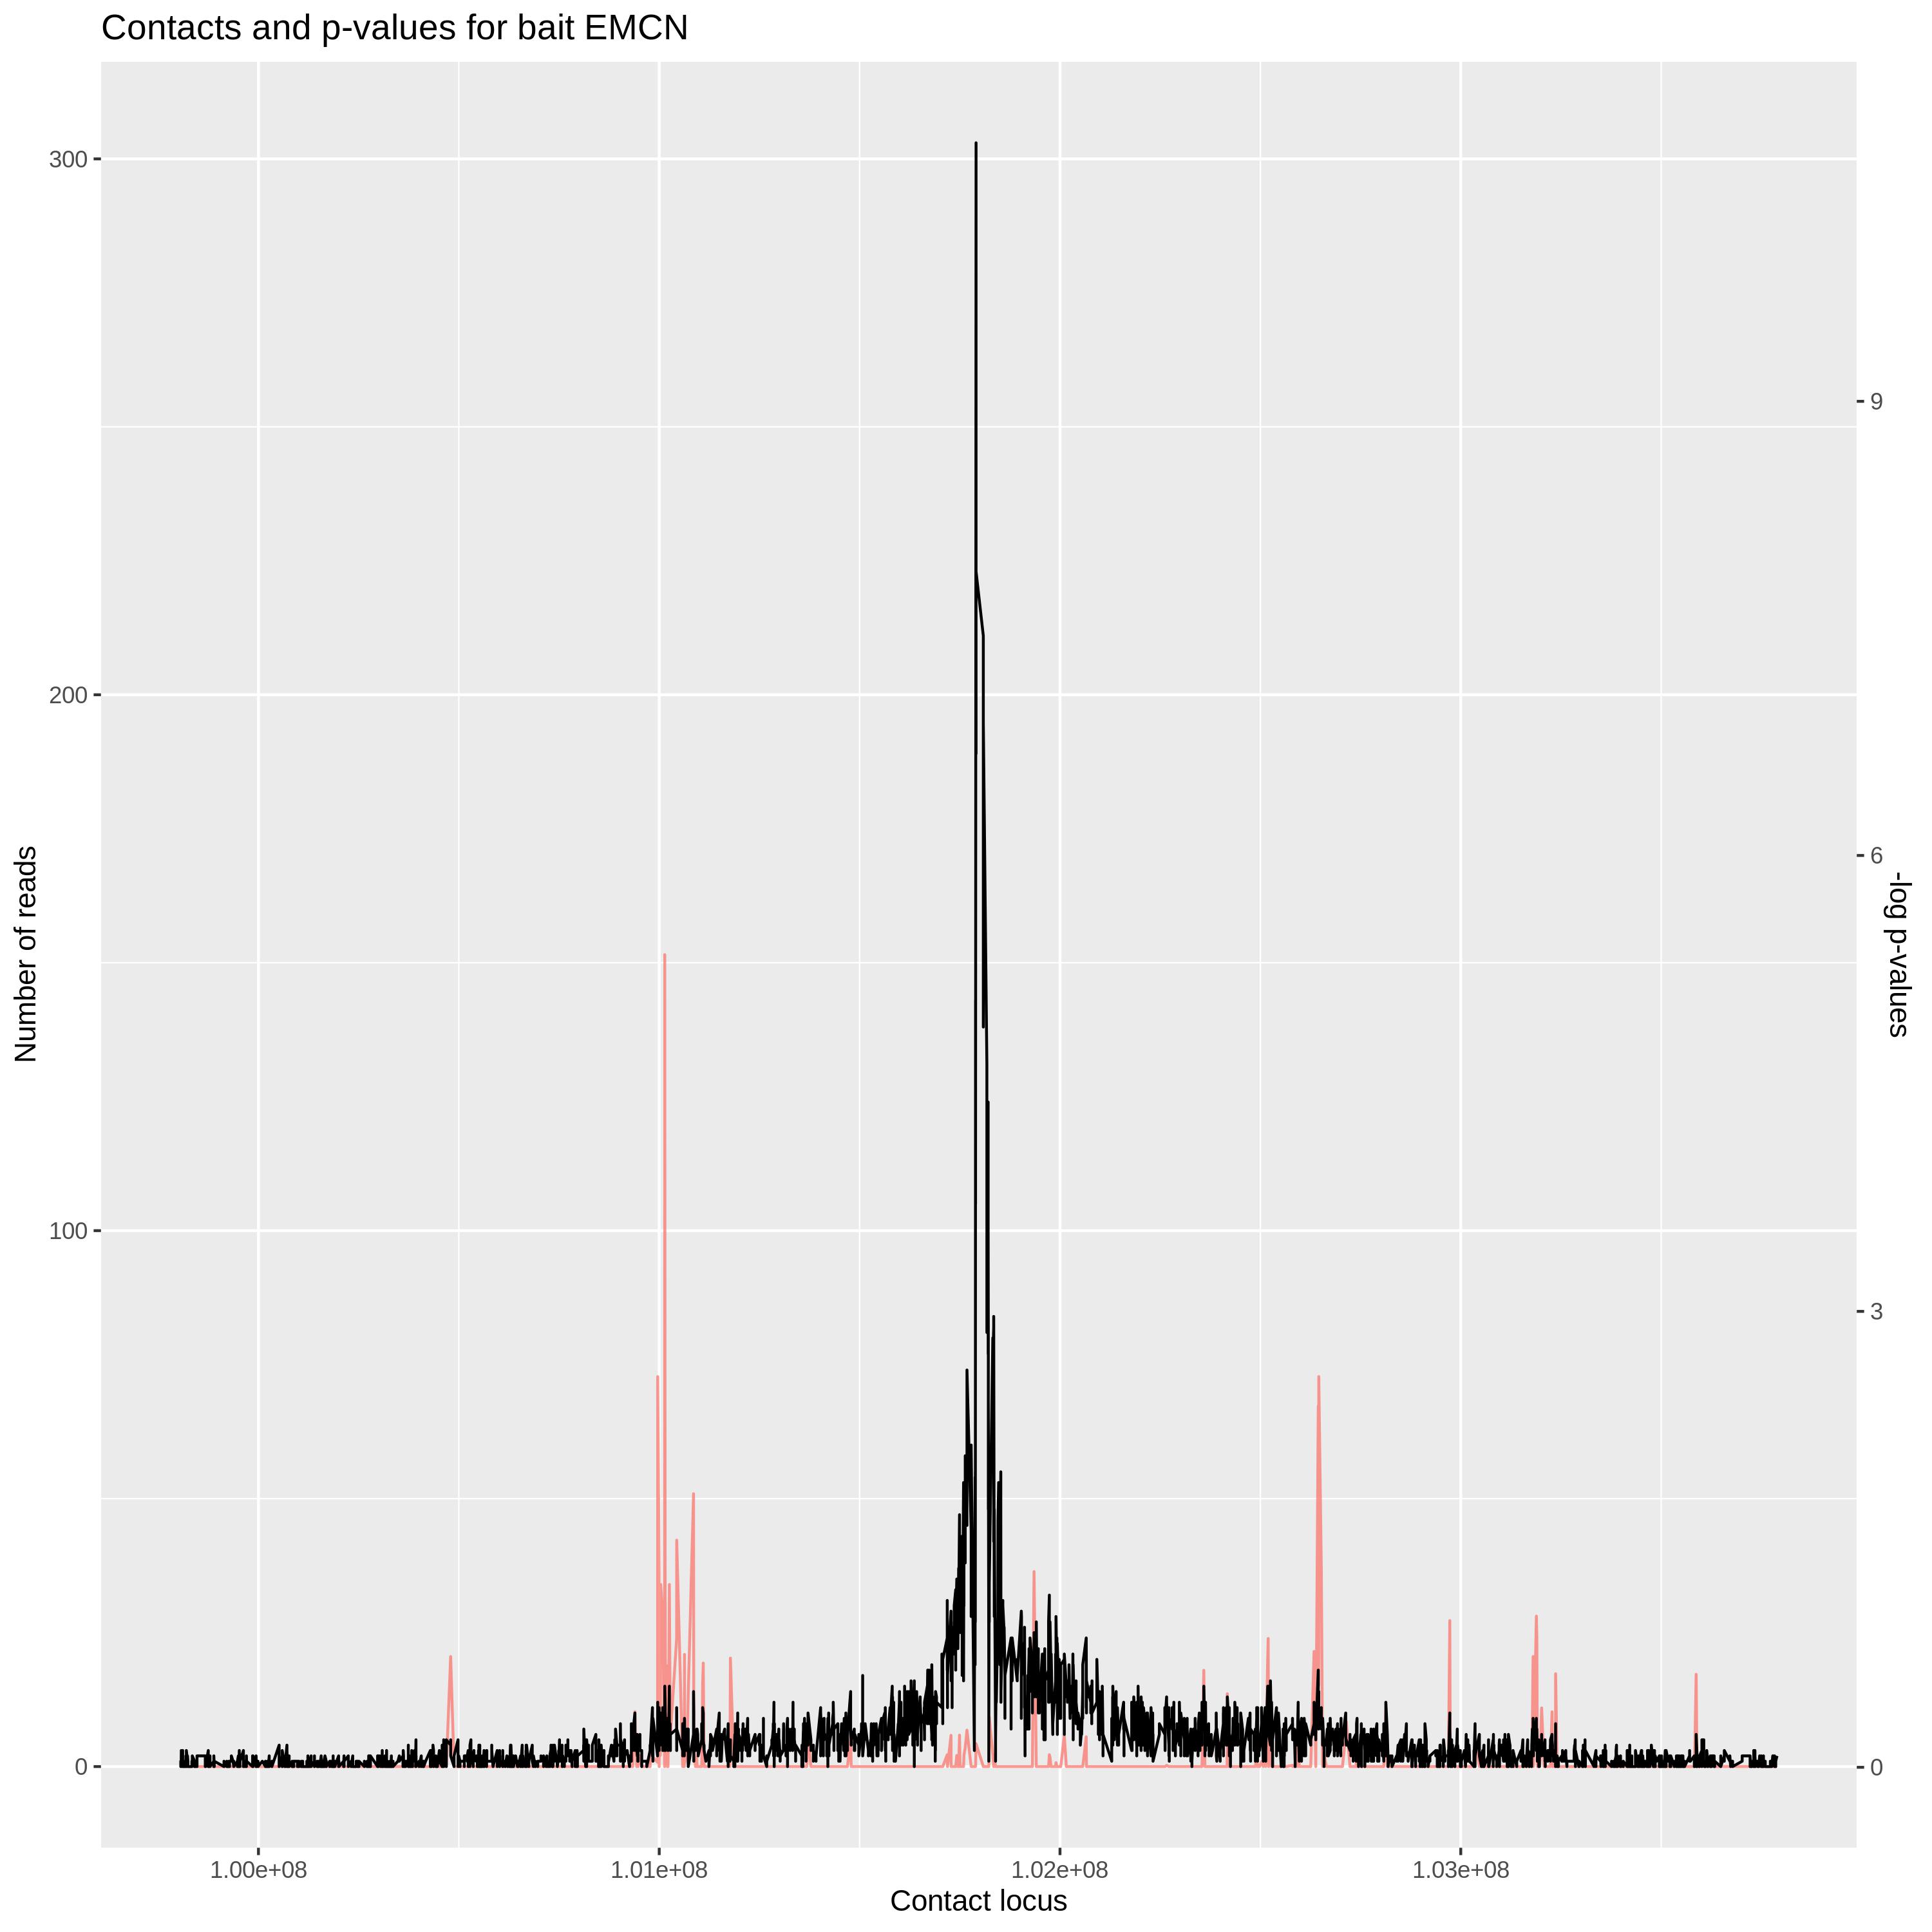 Contacts and p-values for bait EMCN
Number of reads
300
200
100
0
9
6
3
0
-log p-values
1.00e+08
1.01e+08
1.02e+08
1.03e+08
Contact locus